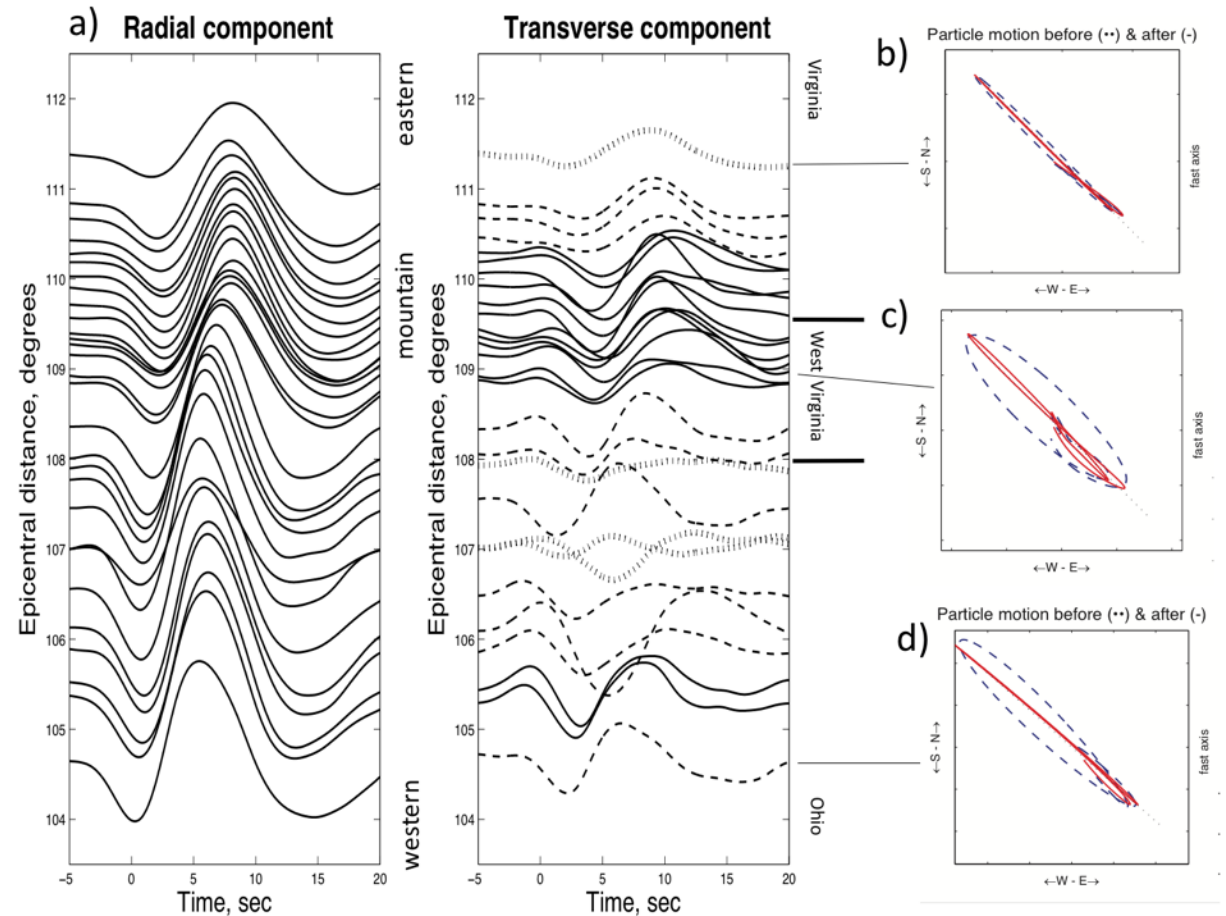 a) Radial component
Transverse component
112
111
110
109
108
107
106
105
104
Epicentral distance, degrees
-5 0 5 10 15 20
Time, sec
eastern
mountain
western
112
111
110
109
108
107
106
105
104
Epicentral distance, degrees
-5 0 5 10 15 20
Time, sec
Virginia
West Virginia
Ohio
b)
Particle motion before (••) & after (-)
←S - N→
←W - E→
fast axis
c)
←S - N→
←W - E→
fast axis
d)
Particle motion before (••) & after (-)
←S - N→
←W - E→
fast axis